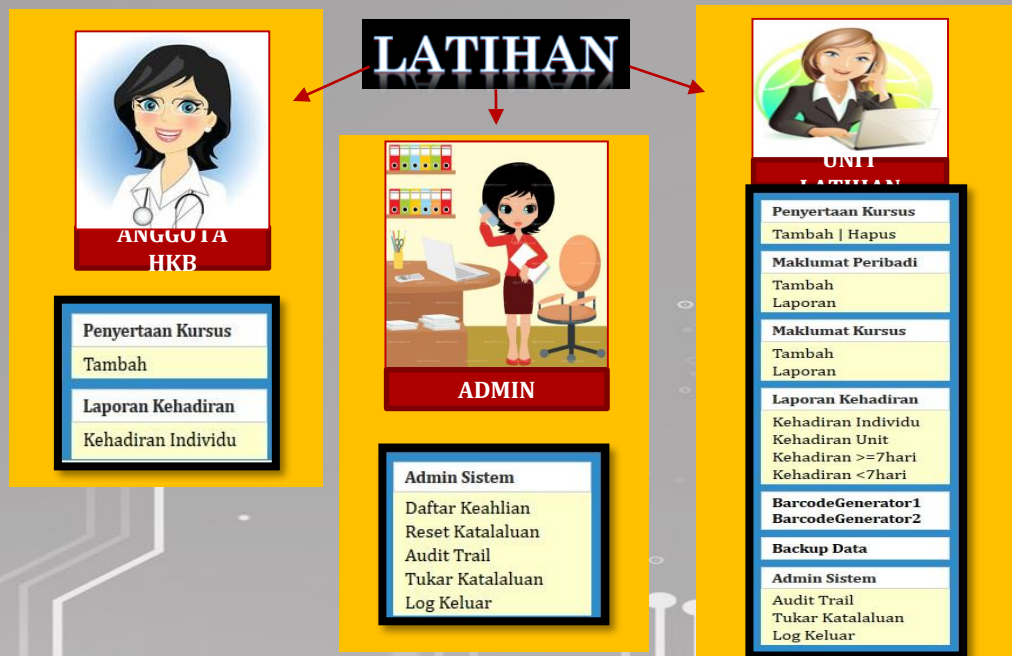 LATIHAN
ANGGOTA
HKB
Penyertaan Kursus
Tambah
Laporan Kehadiran
Kehadiran Individu
ADMIN
Admin Sistem
Daftar Keahlian
Reset Katalaluan
Audit Trail
Tukar Katalaluan
Log Keluar
UNIT
LATIHAN
Penyertaan Kursus
Tambah | Hapus
Maklumat Peribadi
Tambah
Laporan
Maklumat Kursus
Tambah
Laporan
Laporan Kehadiran
Kehadiran Individu
Kehadiran Unit
Kehadiran >=7hari
Kehadiran <7hari
BarcodeGenerator1
BarcodeGenerator2
Backup Data
Admin Sistem
Audit Trail
Tukar Katalaluan
Log Keluar